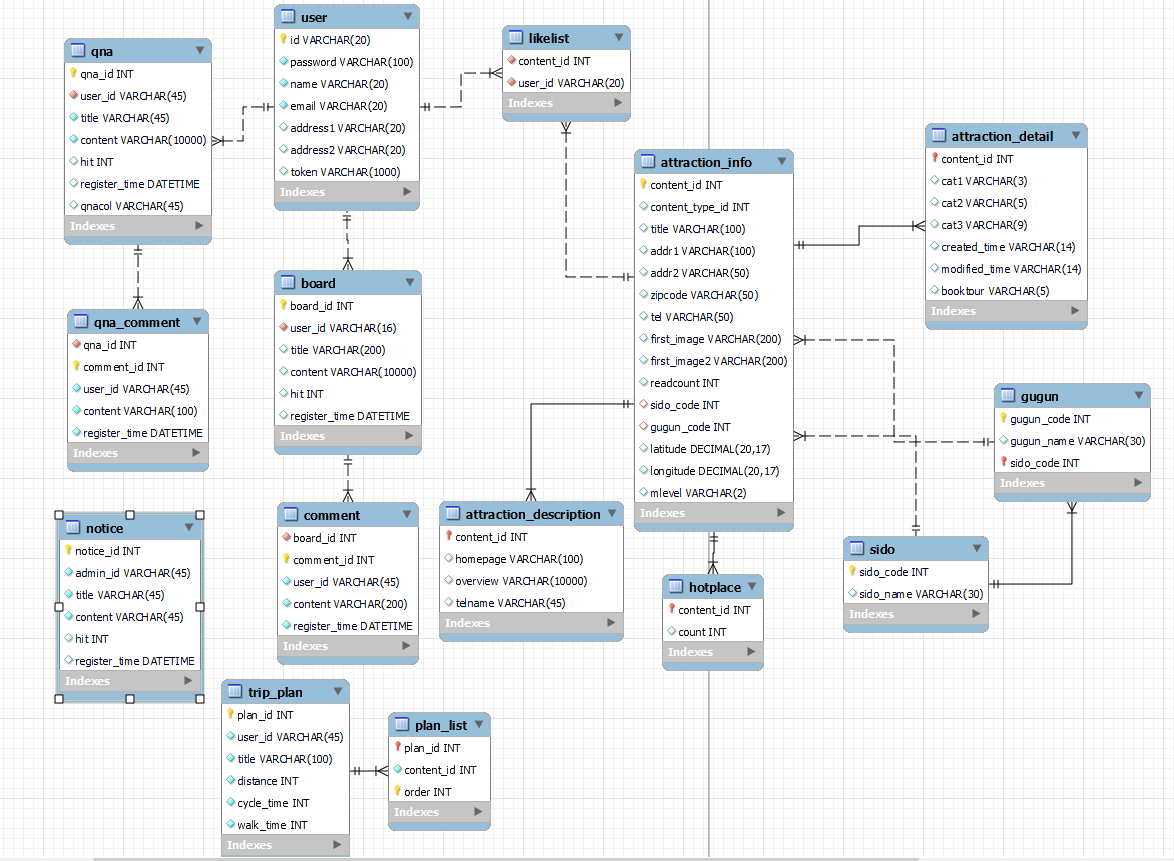 qna
qna_id INT
user_id VARCHAR(45)
title VARCHAR(45)
content VARCHAR(10000)
hit INT
register_time DATETIME
qnacol VARCHAR(45)
Indexes
user
id VARCHAR(20)
password VARCHAR(100)
name VARCHAR(20)
email VARCHAR(20)
address1 VARCHAR(20)
address2 VARCHAR(20)
token VARCHAR(1000)
Indexes
likelist
content_id INT
user_id VARCHAR(20)
Indexes
attraction_info
content_id INT
content_type_id INT
title VARCHAR(100)
addr1 VARCHAR(100)
addr2 VARCHAR(50)
zipcode VARCHAR(50)
tel VARCHAR(50)
first_image VARCHAR(200)
first_image2 VARCHAR(200)
readcount INT
sido_code INT
gugun_code INT
latitude DECIMAL(20,17)
longitude DECIMAL(20,17)
mlevel VARCHAR(2)
Indexes
attraction_detail
content_id INT
cat1 VARCHAR(3)
cat2 VARCHAR(5)
cat3 VARCHAR(9)
created_time VARCHAR(14)
modified_time VARCHAR(14)
booktour VARCHAR(5)
Indexes
qna_comment
qna_id INT
comment_id INT
user_id VARCHAR(45)
content VARCHAR(100)
register_time DATETIME
Indexes
board
board_id INT
user_id VARCHAR(16)
title VARCHAR(200)
content VARCHAR(10000)
hit INT
register_time DATETIME
Indexes
gugun
gugun_code INT
gugun_name VARCHAR(30)
sido_code INT
Indexes
notice
notice_id INT
admin_id VARCHAR(45)
title VARCHAR(45)
content VARCHAR(45)
hit INT
register_time DATETIME
Indexes
comment
board_id INT
comment_id INT
user_id VARCHAR(45)
content VARCHAR(200)
register_time DATETIME
Indexes
attraction_description
content_id INT
homepage VARCHAR(100)
overview VARCHAR(10000)
telname VARCHAR(45)
Indexes
hotplace
content_id INT
count INT
Indexes
sido
sido_code INT
sido_name VARCHAR(30)
Indexes
trip_plan
plan_id INT
user_id VARCHAR(45)
title VARCHAR(100)
distance INT
cycle_time INT
walk_time INT
Indexes
plan_list
plan_id INT
content_id INT
order INT
Indexes